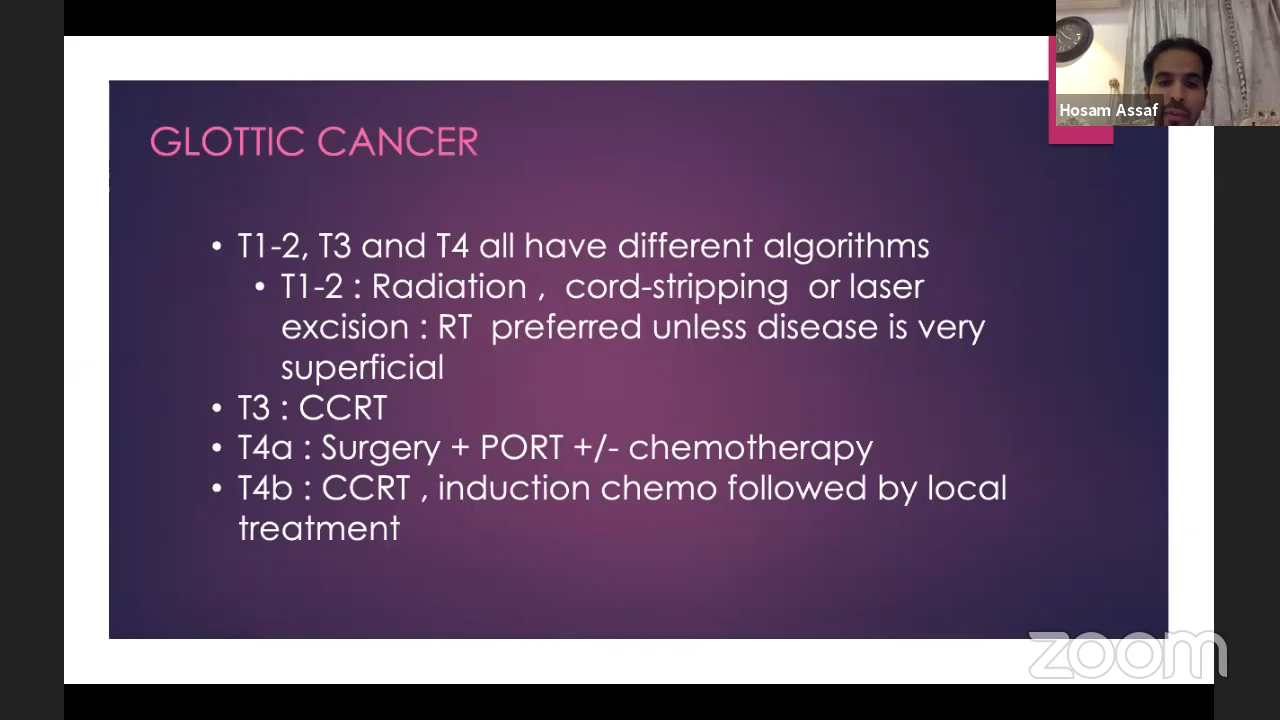 Hosam Assaf
GLOTTIC CANCER
• T1-2, T3 and T4 all have different algorithms
• T1-2 : Radiation , cord-stripping or laser
excision : RT preferred unless disease is very
superficial
• T3 : CCRT
• T4a : Surgery + PORT +/- chemotherapy
• T4b : CCRT , induction chemo followed by local
treatment
zoom